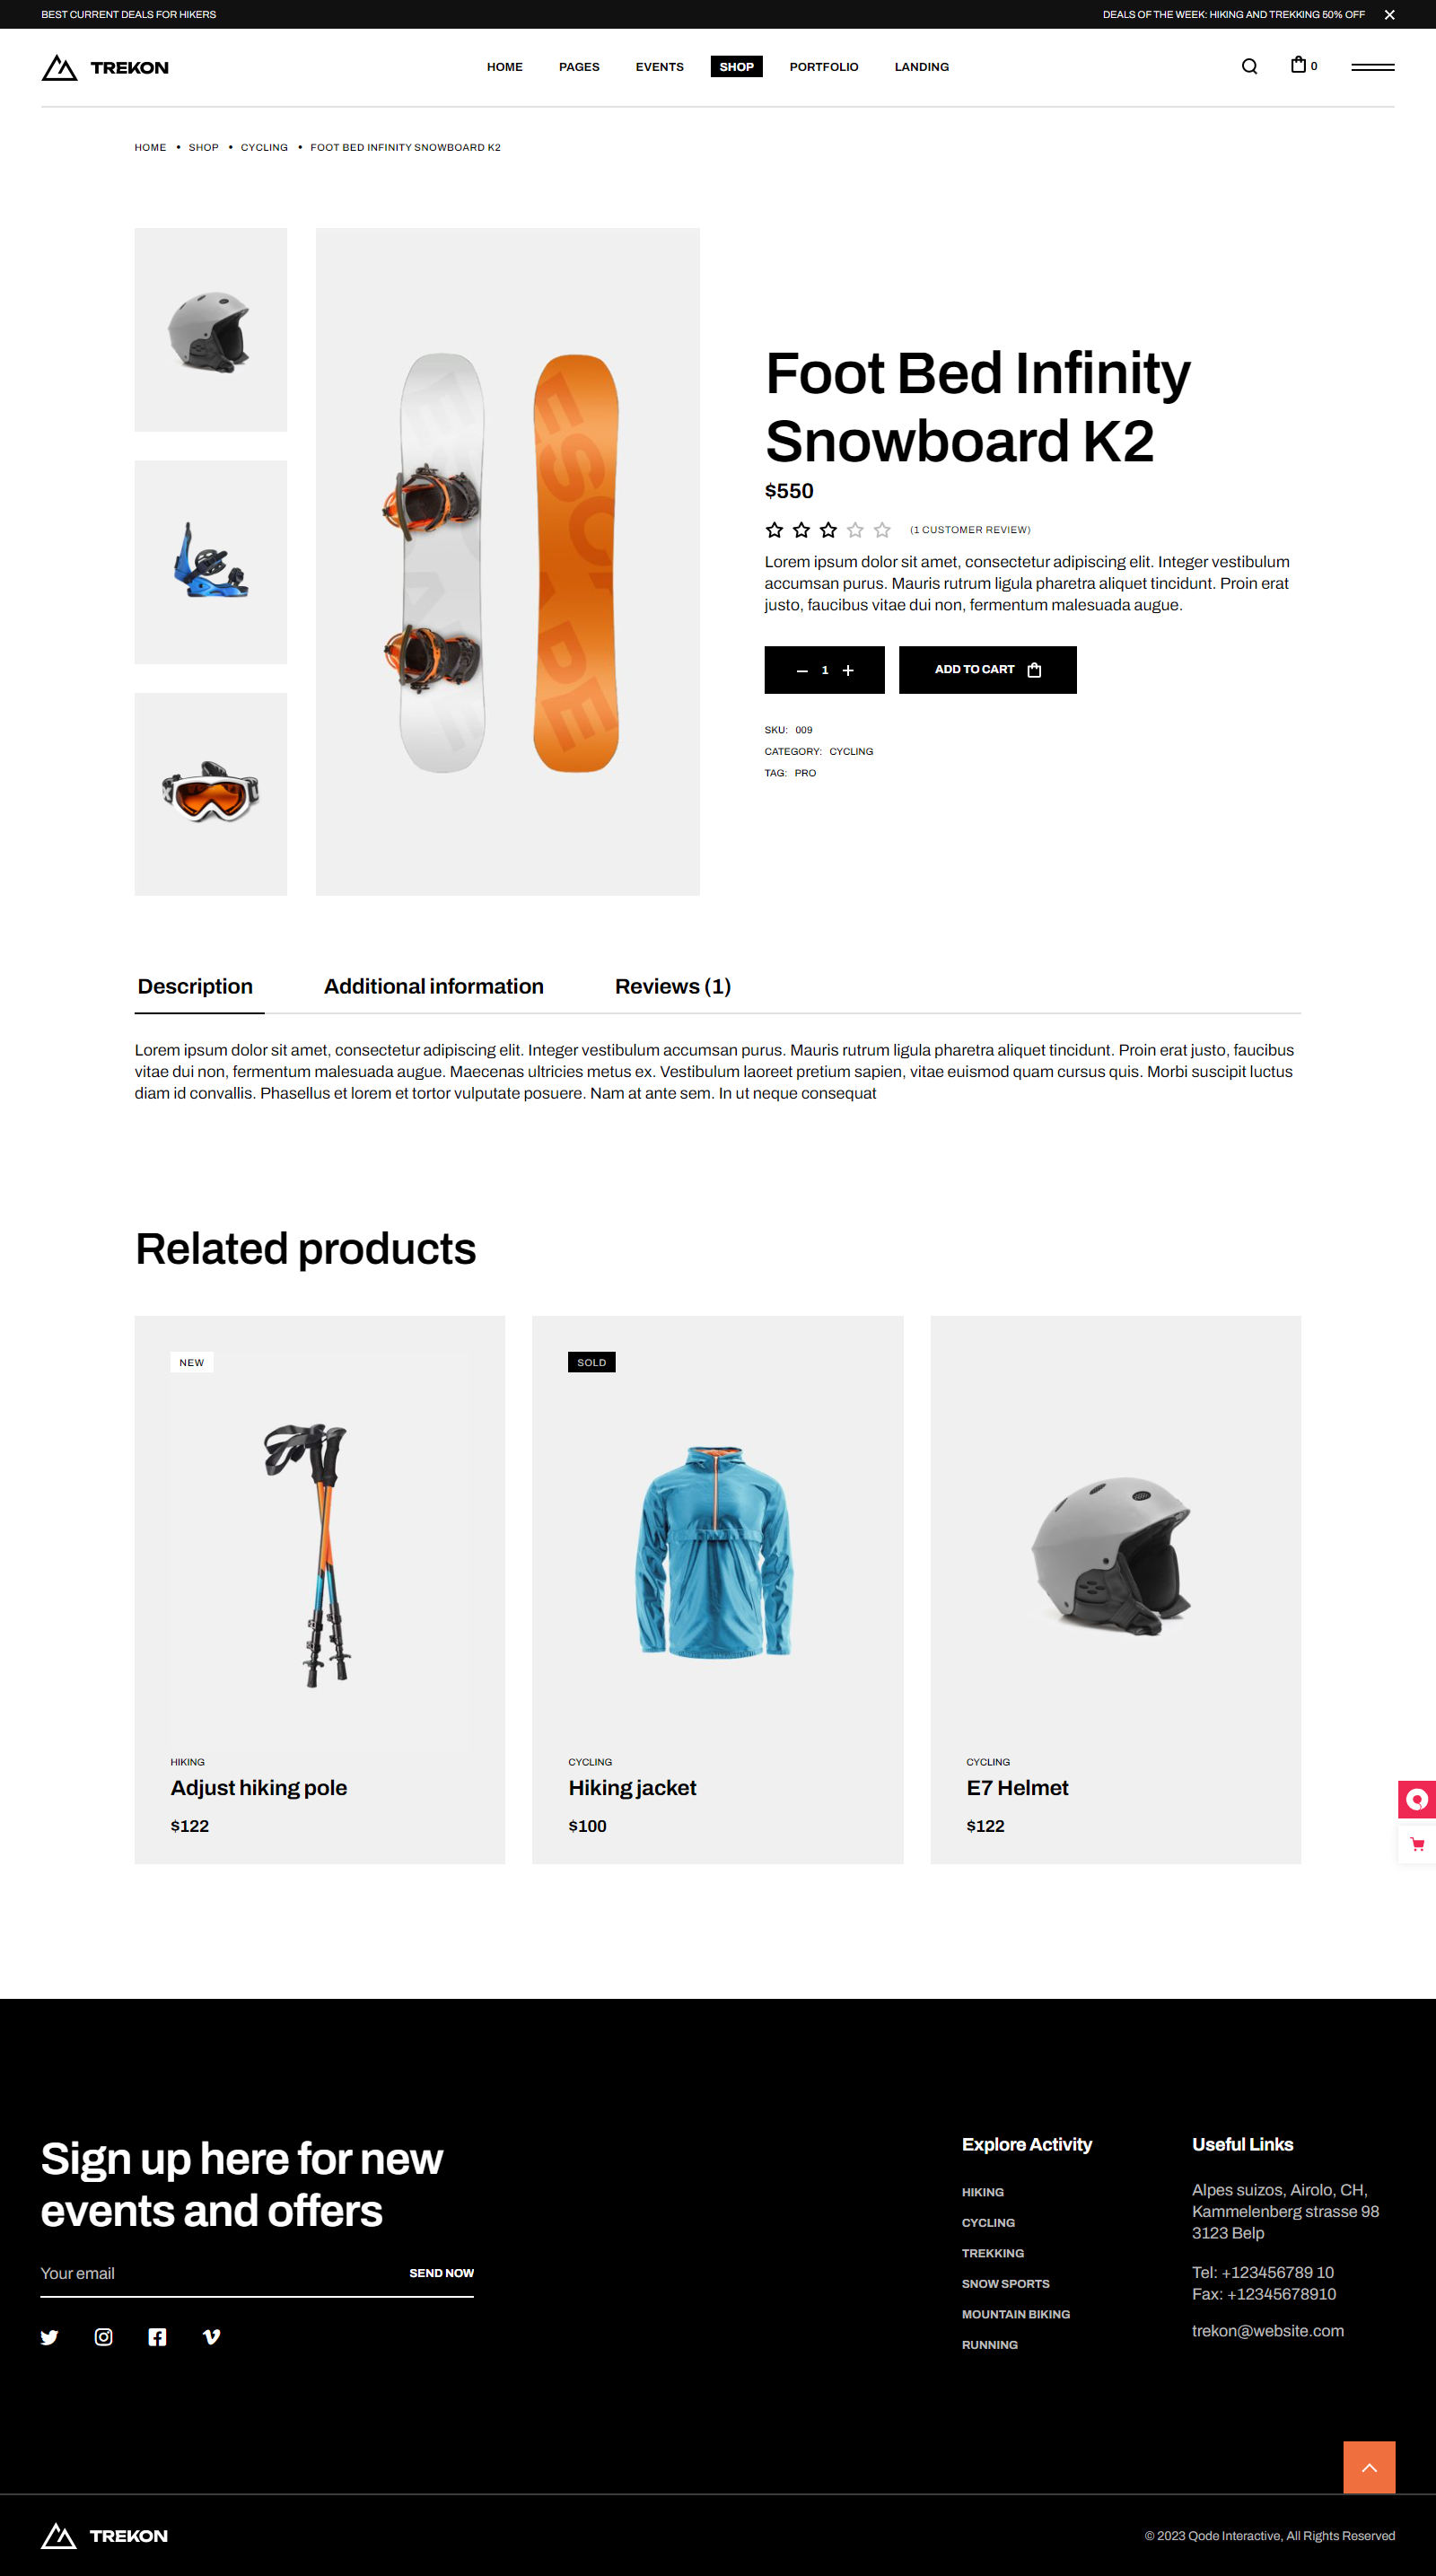 BEST CURRENT DEALS FOR HIKERS
DEALS OF THE WEEK: HIKING AND TREKKING 50% OFF
TREKON
HOME
PAGES
EVENTS
SHOP
PORTFOLIO
LANDING
0
HOME • SHOP • CYCLING • FOOT BED INFINITY SNOWBOARD K2
ESCAPE
Foot Bed Infinity
Snowboard K2
$550
(1 CUSTOMER REVIEW)
Lorem ipsum dolor sit amet, consectetur adipiscing elit. Integer vestibulum
accumsan purus. Mauris rutrum ligula pharetra aliquet tincidunt. Proin erat
justo, faucibus vitae dui non, fermentum malesuada augue.
1
ADD TO CART
SKU: 009
CATEGORY: CYCLING
TAG: PRO
Description
Additional information
Reviews (1)
Lorem ipsum dolor sit amet, consectetur adipiscing elit. Integer vestibulum accumsan purus. Mauris rutrum ligula pharetra aliquet tincidunt. Proin erat justo, faucibus
vitae dui non, fermentum malesuada augue. Maecenas ultricies metus ex. Vestibulum laoreet pretium sapien, vitae euismod quam cursus quis. Morbi suscipit luctus
diam id convallis. Phasellus et lorem et tortor vulputate posuere. Nam at ante sem. In ut neque consequat
Related products
NEW
HIKING
Adjust hiking pole
$122
SOLD
CYCLING
Hiking jacket
$100
CYCLING
E7 Helmet
$122
Sign up here for new
events and offers
Your email
SEND NOW
Explore Activity
HIKING
CYCLING
TREKKING
SNOW SPORTS
MOUNTAIN BIKING
RUNNING
Useful Links
Alpes suizos, Airolo, CH,
Kammelenberg strasse 98
3123 Belp
Tel: +123456789 10
Fax: +12345678910
trekon@website.com
TREKON
© 2023 Qode Interactive, All Rights Reserved